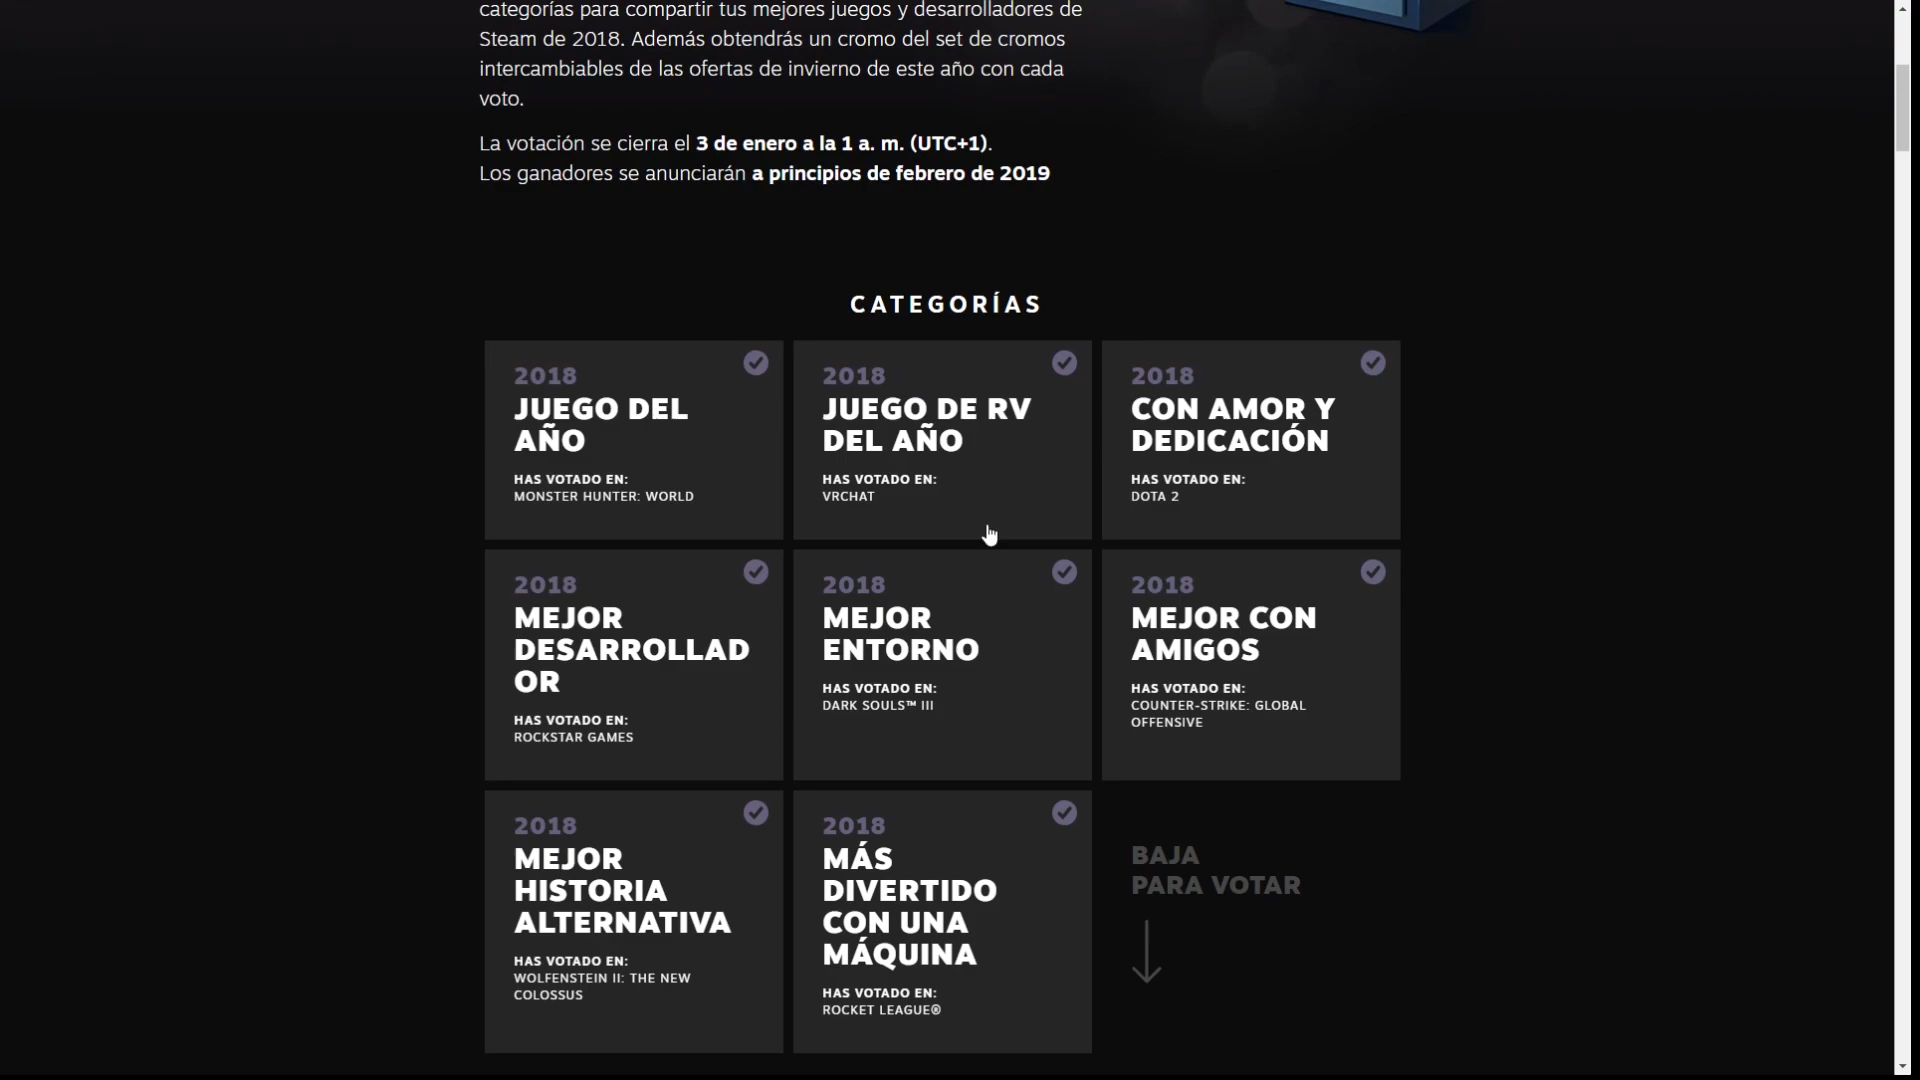 categorías para compartir tus mejores juegos y desarrolladores de
Steam de 2018. Además obtendrás un cromo del set de cromos
intercambiables de las ofertas de invierno de este año con cada
voto.
La votación se cierra el 3 de enero a la 1 a. m. (UTC+1).
Los ganadores se anunciarán a principios de febrero de 2019
CATEGORÍAS
2018
JUEGO DEL
AÑO
HAS VOTADO EN:
MONSTER HUNTER: WORLD
2018
JUEGO DE RV
DEL AÑO
HAS VOTADO EN:
VRCHAT
2018
CON AMOR Y
DEDICACIÓN
HAS VOTADO EN:
DOTA 2
2018
MEJOR
DESARROLLAD
OR
HAS VOTADO EN:
ROCKSTAR GAMES
2018
MEJOR
ENTORNO
HAS VOTADO EN:
DARK SOULS™ III
2018
MEJOR CON
AMIGOS
HAS VOTADO EN:
COUNTER-STRIKE: GLOBAL
OFFENSIVE
2018
MEJOR
HISTORIA
ALTERNATIVA
HAS VOTADO EN:
WOLFENSTEIN II: THE NEW
COLOSSUS
2018
MÁS
DIVERTIDO
CON UNA
MÁQUINA
HAS VOTADO EN:
ROCKET LEAGUE®
BAJA
PARA VOTAR